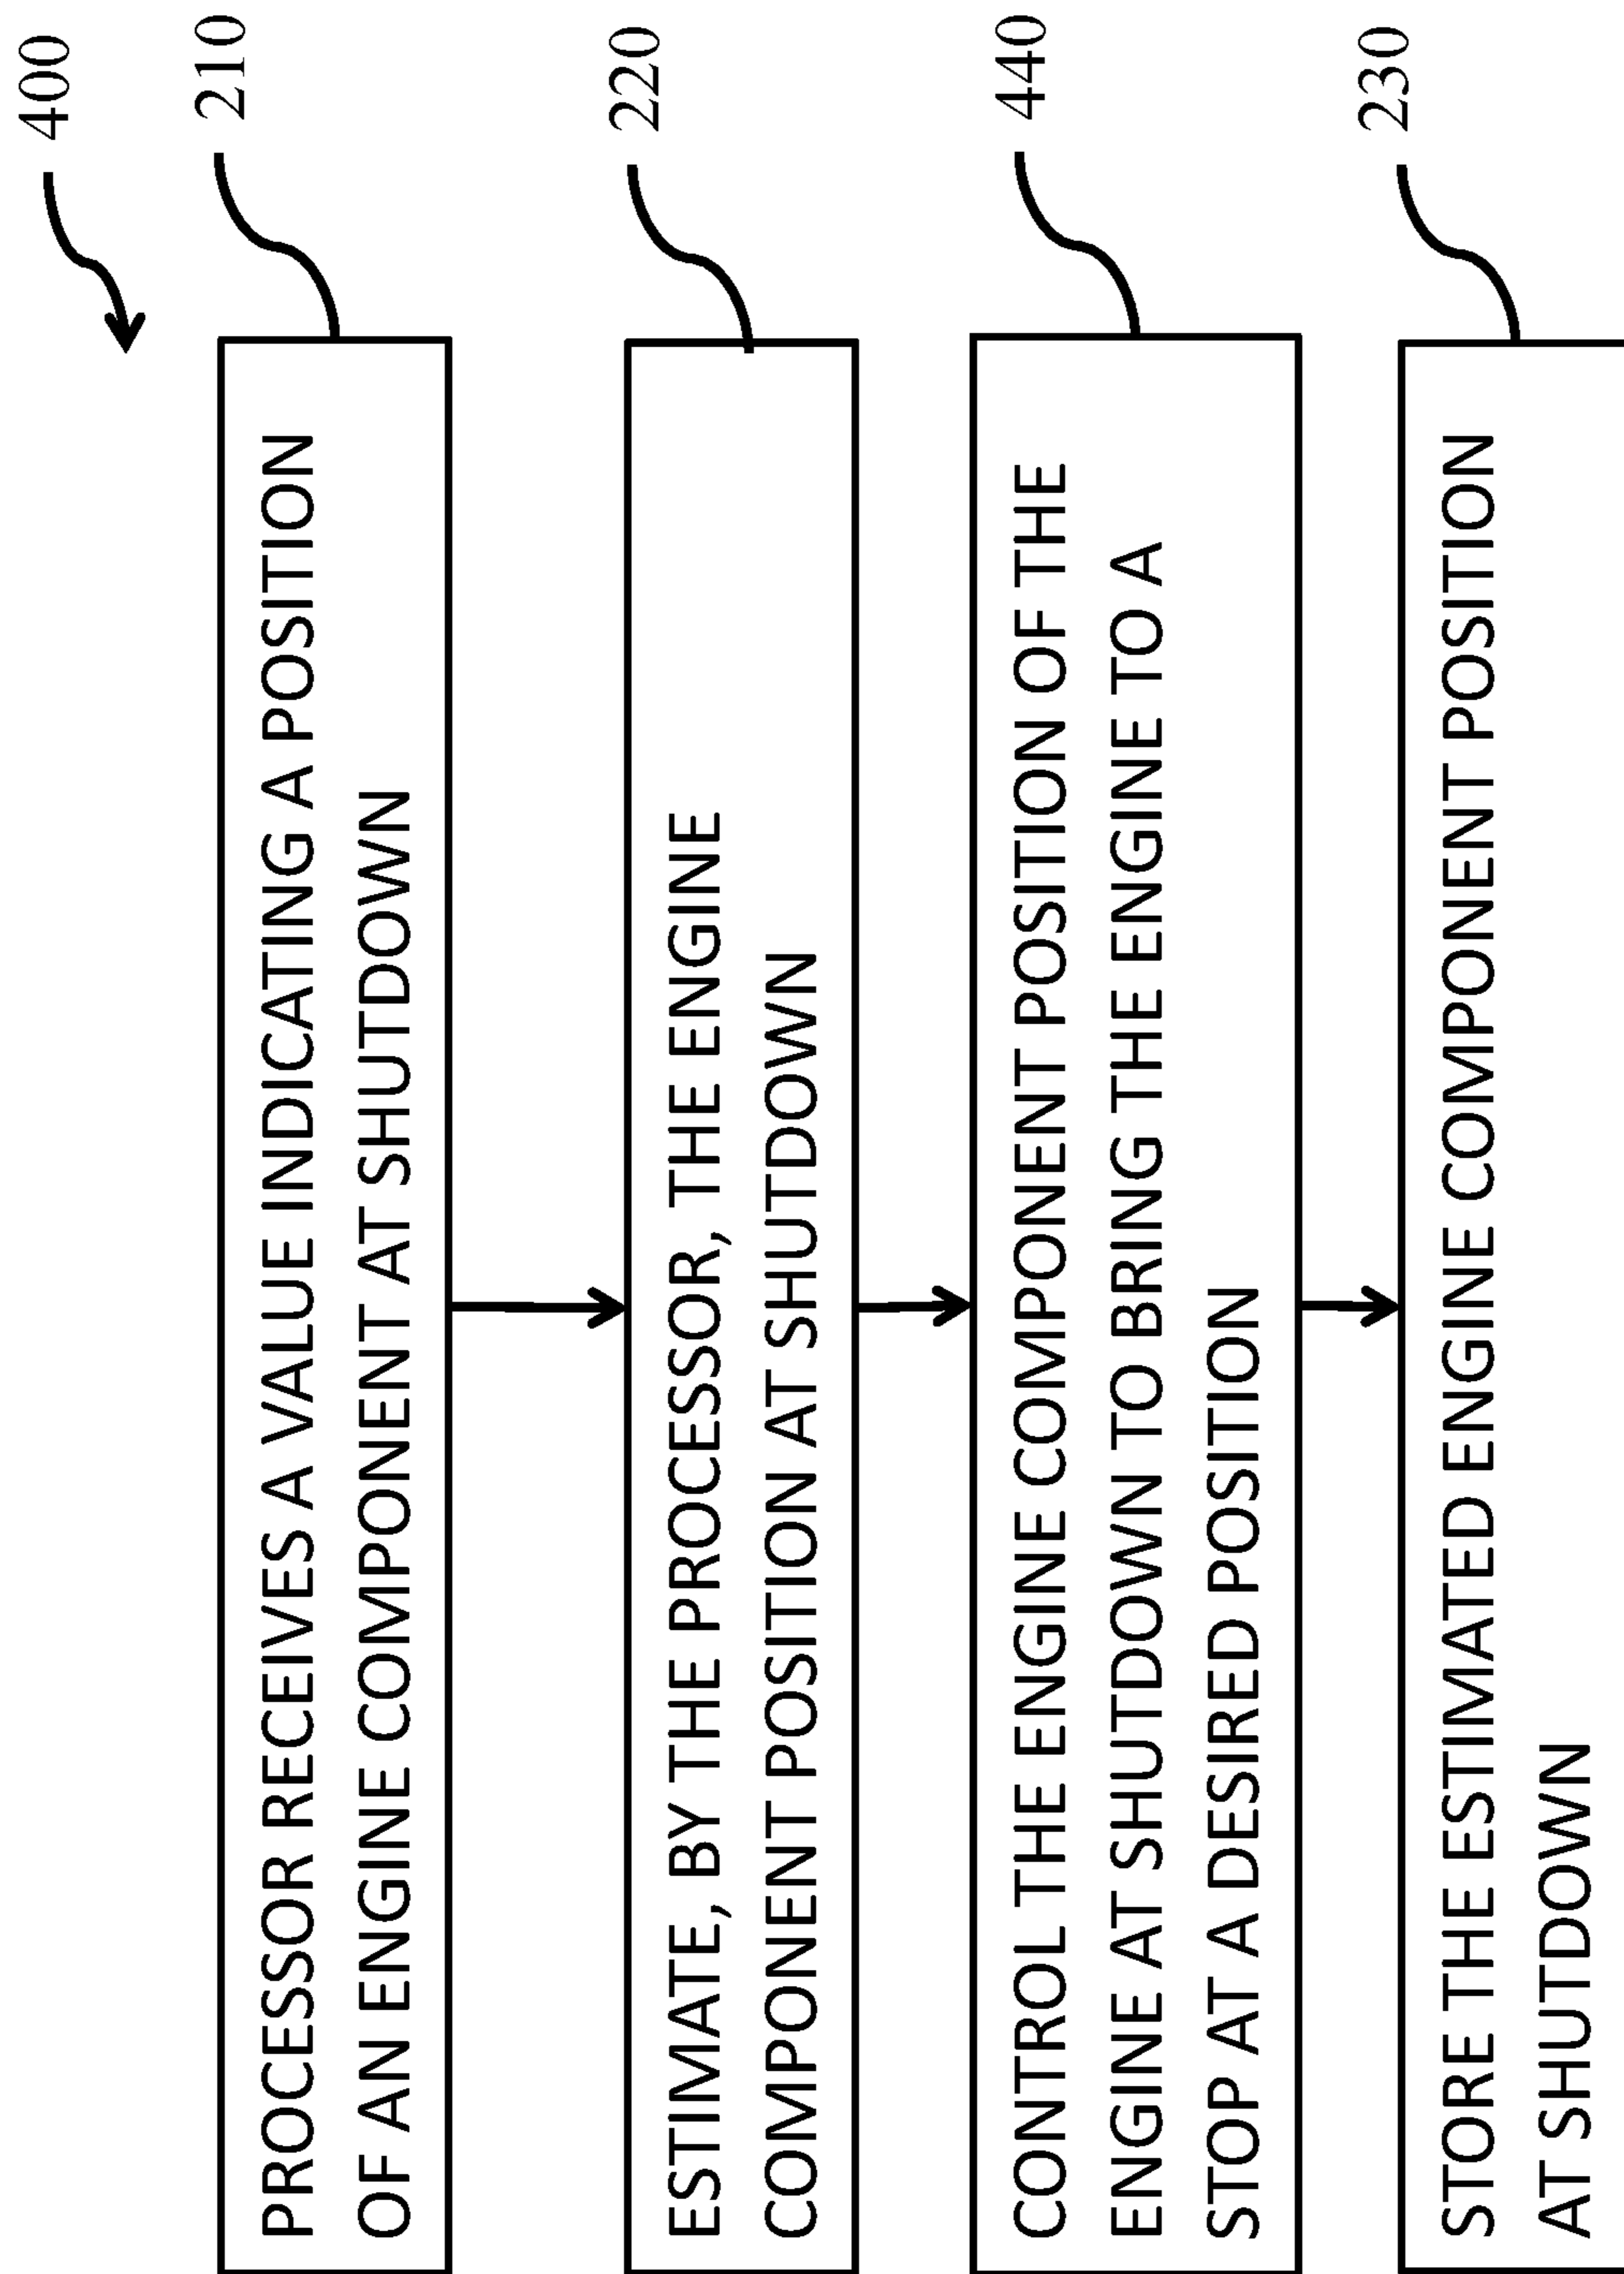 400
210
PROCESSOR RECEIVES A VALUE INDICATING A POSITION
OF AN ENGINE COMPONENT AT SHUTDOWN
220
ESTIMATE, BY THE PROCESSOR, THE ENGINE
COMPONENT POSITION AT SHUTDOWN
440
CONTROL THE ENGINE COMPONENT POSITION OF THE
ENGINE AT SHUTDOWN TO BRING THE ENGINE TO A
STOP AT A DESIRED POSITION
230
STORE THE ESTIMATED ENGINE COMPONENT POSITION
AT SHUTDOWN